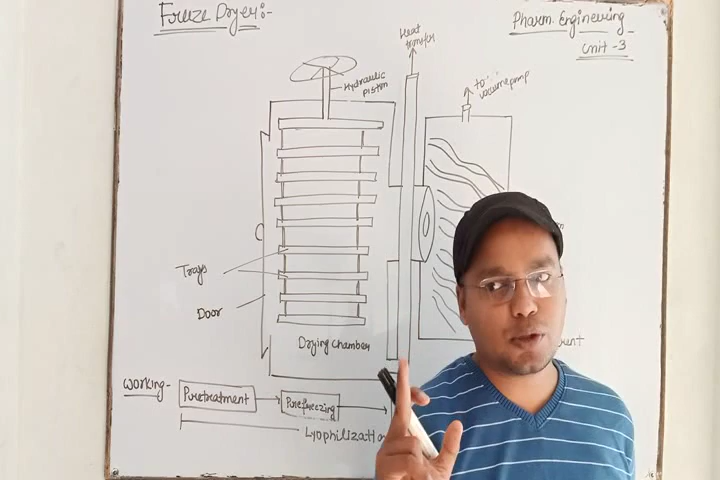 Freeze Dryer:-
Pharm. Engineering
Unit -3
Heat
transfer
Hydraulic
piston
to
vacuum pump
Trays
Door
Drying Chamber
Working-
Pretreatment
Prefreezing
Lyophilization